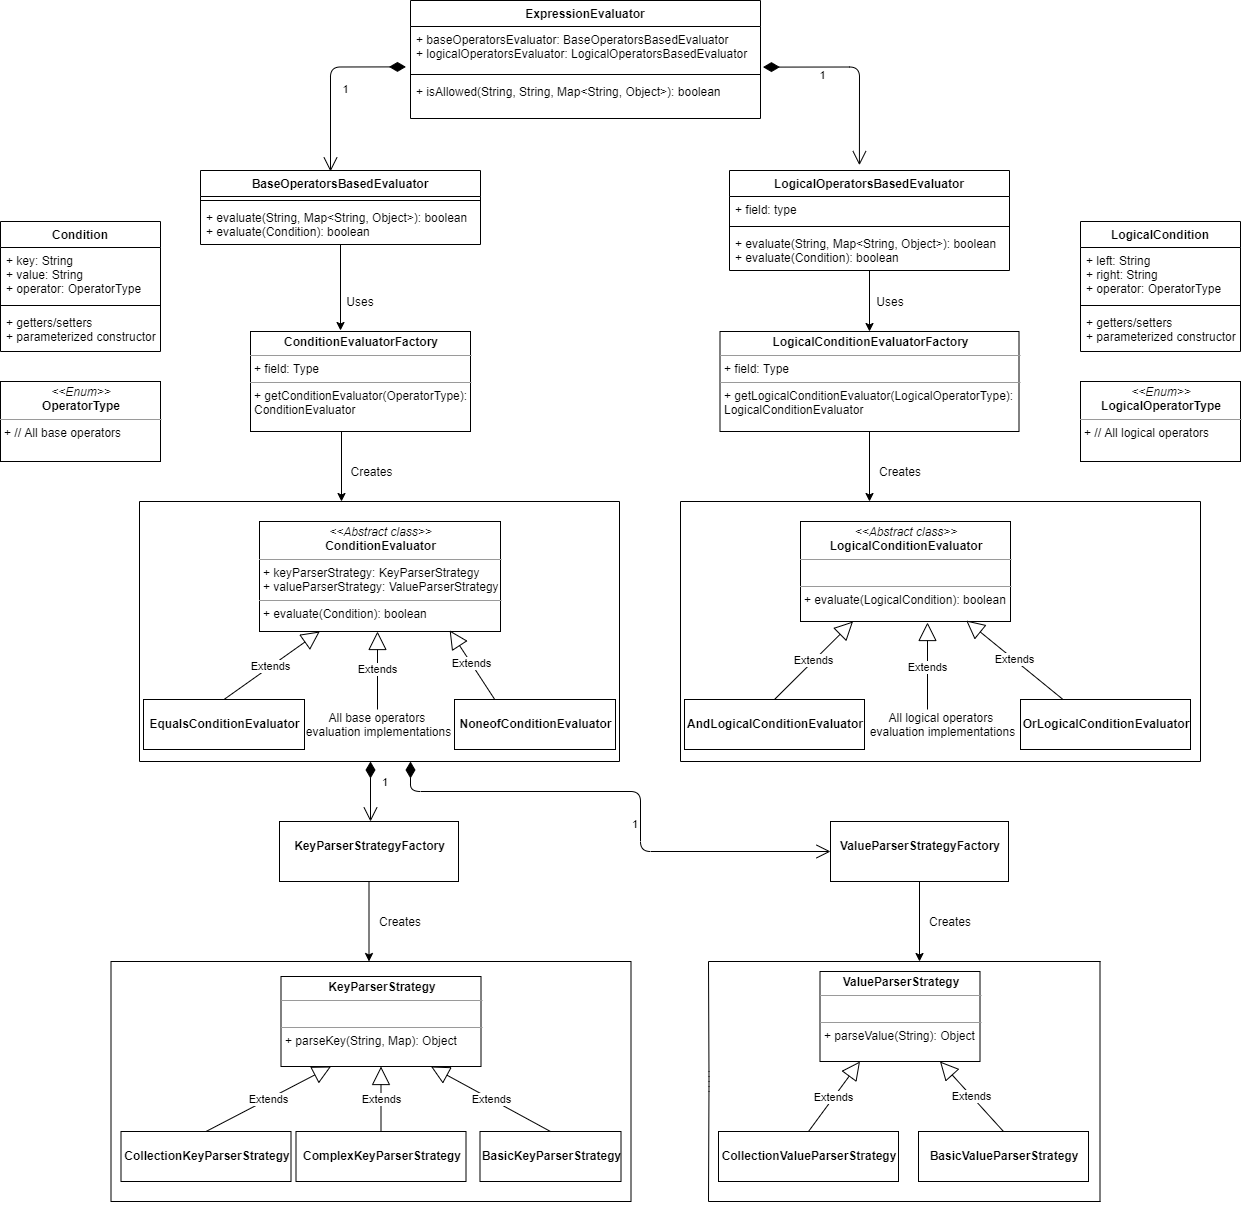 ExpressionEvaluator
+ baseOperatorsEvaluator: BaseOperatorsBasedEvaluator
+ logicalOperatorsEvaluator: LogicalOperatorsBasedEvaluator
+ isAllowed(String, String, Map<String, Object>): boolean
1
1
BaseOperatorsBasedEvaluator
+ evaluate(String, Map<String, Object>): boolean
+ evaluate(Condition): boolean
LogicalOperatorsBasedEvaluator
+ field: type
+ evaluate(String, Map<String, Object>): boolean
+ evaluate(Condition): boolean
Condition
+ key: String
+ value: String
+ operator: OperatorType
+ getters/setters
+ parameterized constructor
LogicalCondition
+ left: String
+ right: String
+ operator: OperatorType
+ getters/setters
+ parameterized constructor
Uses
Uses
ConditionEvaluatorFactory
+ field: Type
+ getConditionEvaluator(OperatorType):
ConditionEvaluator
LogicalConditionEvaluatorFactory
+ field: Type
+ getLogicalConditionEvaluator(LogicalOperatorType):
LogicalConditionEvaluator
<<Enum>>
OperatorType
+ // All base operators
<<Enum>>
LogicalOperatorType
+ // All logical operators
Creates
Creates
<<Abstract class>>
ConditionEvaluator
+ keyParserStrategy: KeyParserStrategy
+ valueParserStrategy: ValueParserStrategy
+ evaluate(Condition): boolean
Extends
Extends
Extends
EqualsConditionEvaluator
All base operators
evaluation implementations
NoneofConditionEvaluator
<<Abstract class>>
LogicalConditionEvaluator
+ evaluate(LogicalCondition): boolean
Extends
Extends
Extends
AndLogicalConditionEvaluator
All logical operators
evaluation implementations
OrLogicalConditionEvaluator
1
1
KeyParserStrategyFactory
ValueParserStrategyFactory
Creates
Creates
KeyParserStrategy
+ parseKey(String, Map): Object
Extends
Extends
Extends
CollectionKeyParserStrategy
ComplexKeyParserStrategy
BasicKeyParserStrategy
ValueParserStrategy
+ parseValue(String): Object
Extends
Extends
CollectionValueParserStrategy
BasicValueParserStrategy